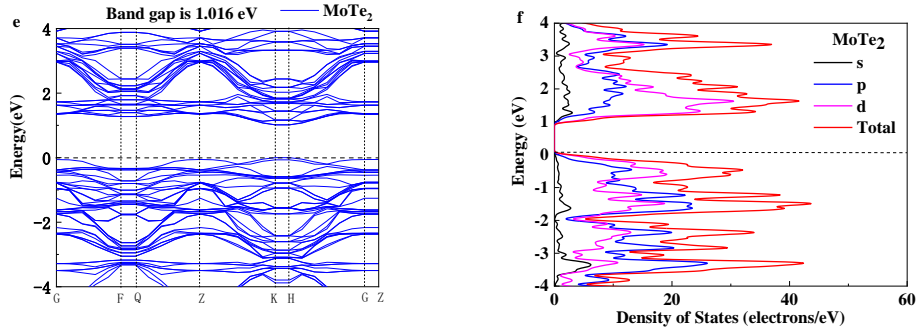 e
Band gap is 1.016 eV
MoTe2
Energy(eV)
4
2
0
−2
−4
G F Q Z K H G Z
f
MoTe2
s
p
d
Total
Energy (eV)
4
3
2
1
0
-1
-2
-3
-4
0 20 40 60
Density of States (electrons/eV)